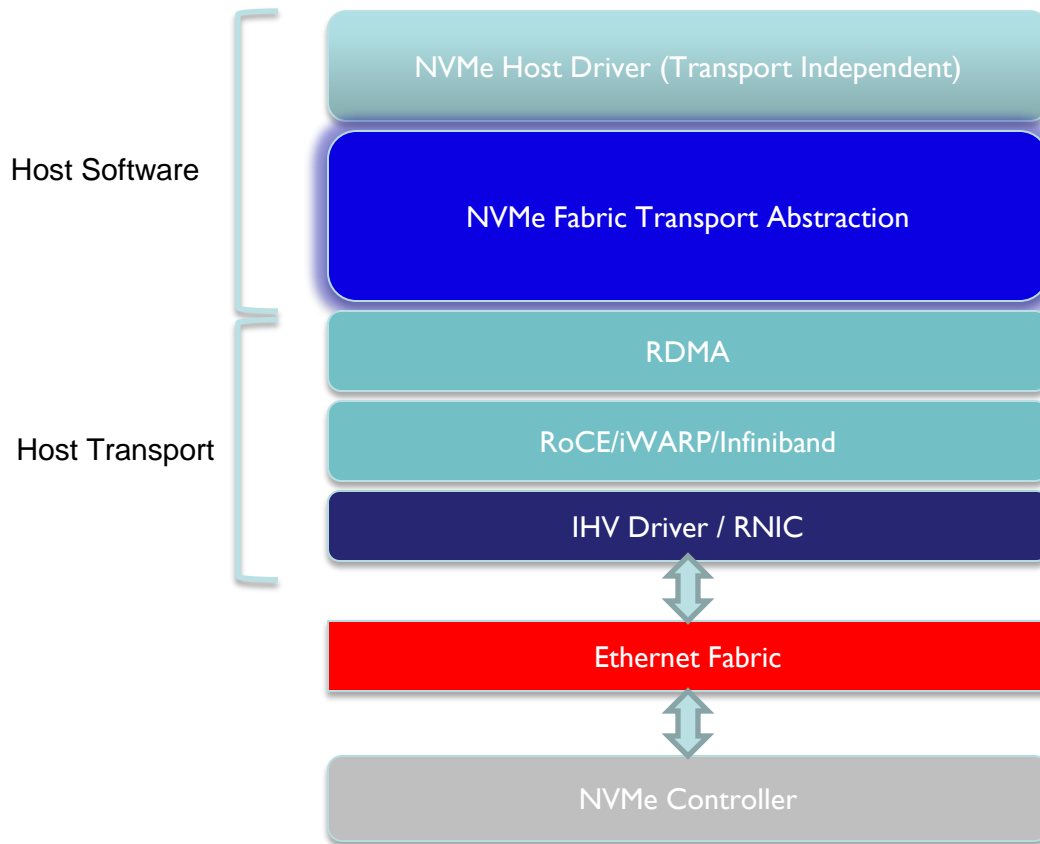 NVMe Host Driver (Transport Independent)
Host Software
NVMe Fabric Transport Abstraction
RDMA
Host Transport
RoCE/iWARP/Infiniband
IHV Driver / RNIC
Ethernet Fabric
NVMe Controller